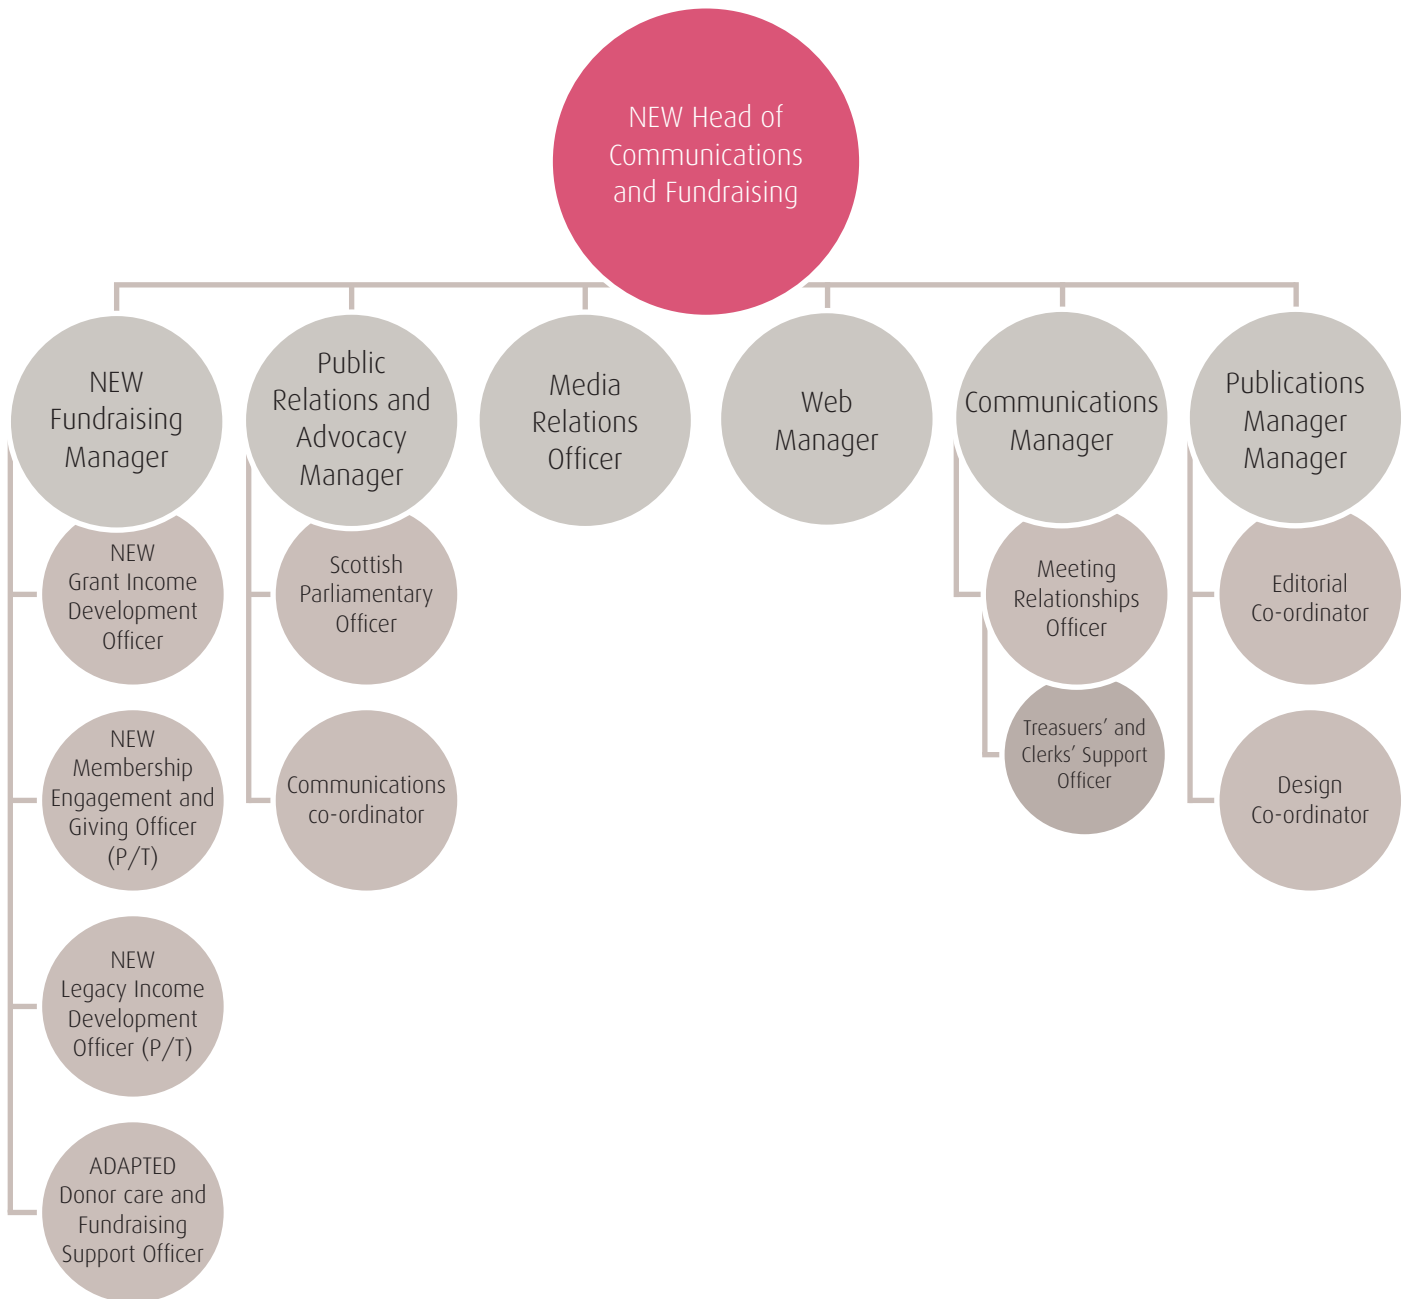 NEW Head of
Communications
and Fundraising
NEW
Fundraising
Manager
Public
Relations and
Advocacy
Manager
Media
Relations
Officer
Web
Manager
Communications
Manager
Publications
Manager
Manager
NEW
Grant Income
Development
Officer
Scottish
Parliamentary
Officer
Meeting
Relationships
Officer
Editorial
Co-ordinator
NEW
Membership
Engagement and
Giving Officer
(P/T)
Communications
co-ordinator
Treasuers’ and
Clerks’ Support
Officer
Design
Co-ordinator
NEW
Legacy Income
Development
Officer (P/T)
ADAPTED
Donor care and
Fundraising
Support Officer